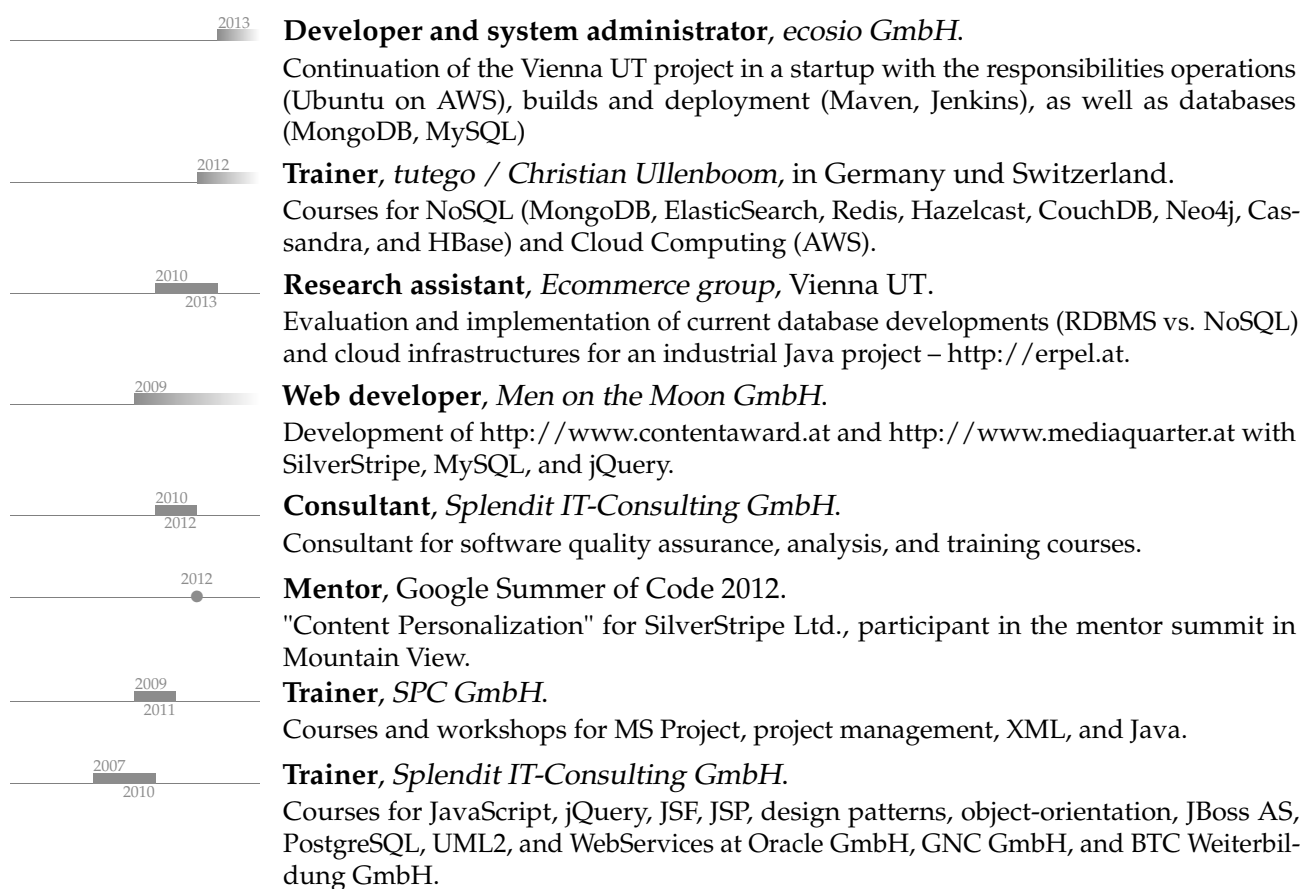 2013
Developer and system administrator, ecosio GmbH.
Continuation of the Vienna UT project in a startup with the responsibilities operations
(Ubuntu on AWS), builds and deployment (Maven, Jenkins), as well as databases
(MongoDB, MySQL)
2012
Trainer, tutego / Christian Ullenboom, in Germany und Switzerland.
Courses for NoSQL (MongoDB, ElasticSearch, Redis, Hazelcast, CouchDB, Neo4j, Cas-
sandra, and HBase) and Cloud Computing (AWS).
2010
2013
Research assistant, Ecommerce group, Vienna UT.
Evaluation and implementation of current database developments (RDBMS vs. NoSQL)
and cloud infrastructures for an industrial Java project – http://erpel.at.
2009
Web developer, Men on the Moon GmbH.
Development of http://www.contentaward.at and http://www.mediaquarter.at with
SilverStripe, MySQL, and jQuery.
2010
2012
Consultant, Splendit IT-Consulting GmbH.
Consultant for software quality assurance, analysis, and training courses.
2012
Mentor, Google Summer of Code 2012.
"Content Personalization" for SilverStripe Ltd., participant in the mentor summit in
Mountain View.
2009
2011
Trainer, SPC GmbH.
Courses and workshops for MS Project, project management, XML, and Java.
2007
2010
Trainer, Splendit IT-Consulting GmbH.
Courses for JavaScript, jQuery, JSF, JSP, design patterns, object-orientation, JBoss AS,
PostgreSQL, UML2, and WebServices at Oracle GmbH, GNC GmbH, and BTC Weiterbil-
dung GmbH.